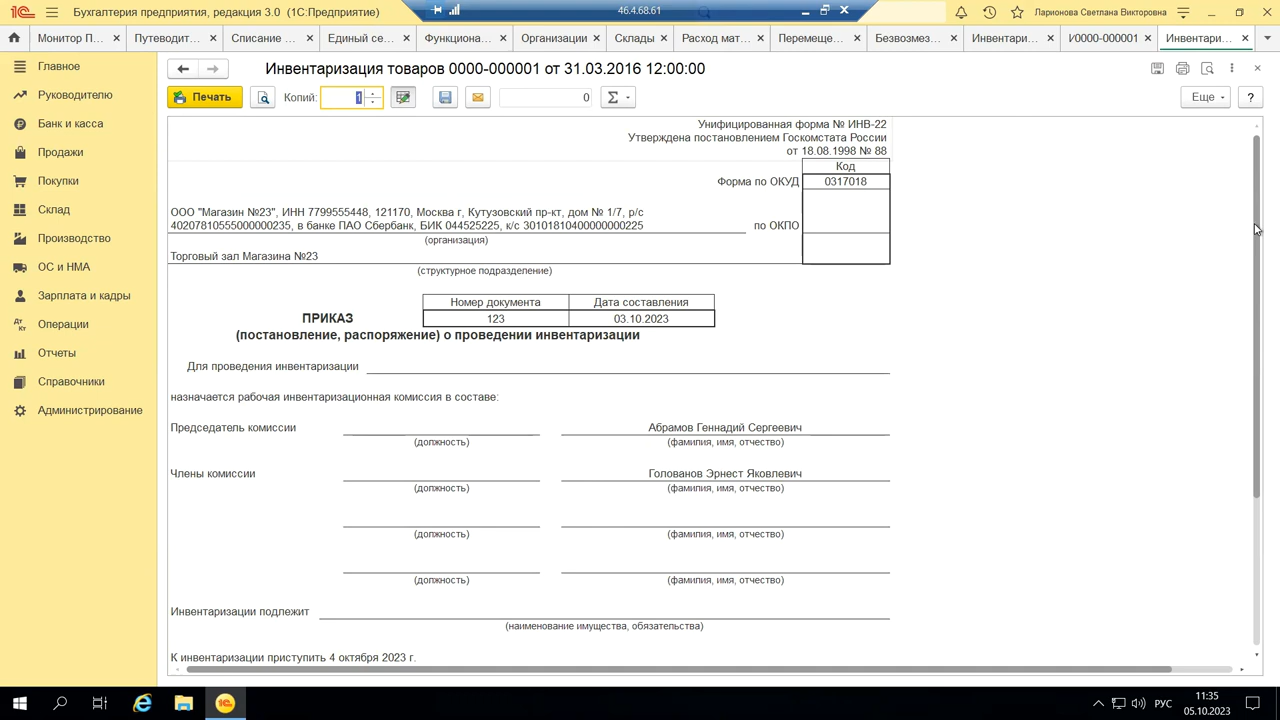 Бухгалтерия предприятия, редакция 3.0 (1С:Предприятие)
46.4.68.61
Ларионова Светлана Викторовна
Монитор П...
Путеводит...
Списание ...
Единый се...
Функциона...
Организации
Склады
Расход мат...
Перемеще...
Безвозмез...
Инвентари...
И0000-000001
Инвентари...
Главное
Руководителю
Банк и касса
Продажи
Покупки
Склад
Производство
ОС и НМА
Зарплата и кадры
Операции
Отчеты
Справочники
Администрирование
Инвентаризация товаров 0000-000001 от 31.03.2016 12:00:00
Печать
Копий: 1
0
Σ
Еще
?
Унифицированная форма № ИНВ-22
Утверждена постановлением Госкомстата России
от 18.08.1998 № 88
Код
Форма по ОКУД 0317018
ООО "Магазин №23", ИНН 7799555448, 121170, Москва г, Кутузовский пр-кт, дом № 1/7, р/с
40207810555000000235, в банке ПАО Сбербанк, БИК 044525225, к/с 30101810400000000225 по ОКПО
(организация)
Торговый зал Магазина №23
(структурное подразделение)
Номер документа Дата составления
ПРИКАЗ 123 03.10.2023
(постановление, распоряжение) о проведении инвентаризации
Для проведения инвентаризации
назначается рабочая инвентаризационная комиссия в составе:
Председатель комиссии Абрамов Геннадий Сергеевич
(должность) (фамилия, имя, отчество)
Члены комиссии Голованов Эрнест Яковлевич
(должность) (фамилия, имя, отчество)
(должность) (фамилия, имя, отчество)
(должность) (фамилия, имя, отчество)
Инвентаризации подлежит
(наименование имущества, обязательства)
К инвентаризации приступить 4 октября 2023 г.
РУС
11:35
05.10.2023